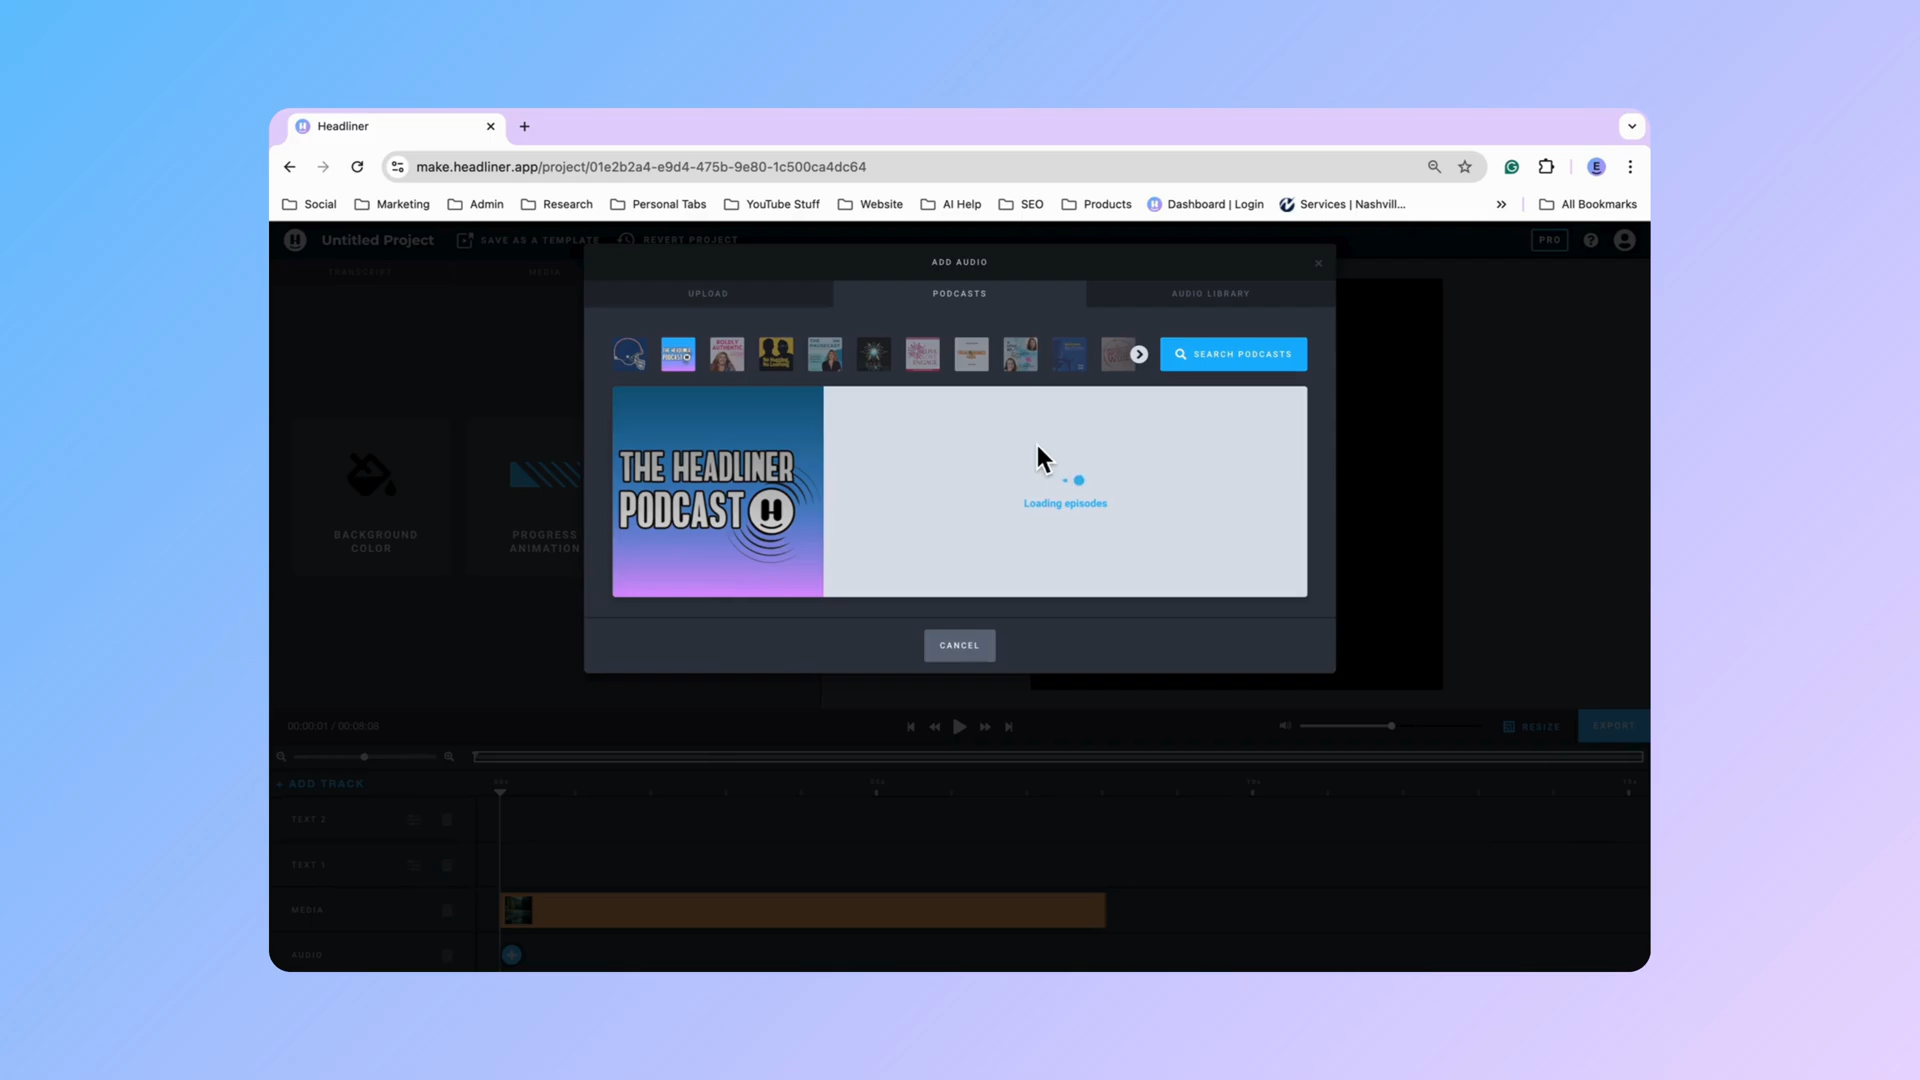 Headliner
make.headliner.app/project/01e2b2a4-e9d4-475b-9e80-1c500ca4dc64
E
Social
Marketing
Admin
Research
Personal Tabs
YouTube Stuff
Website
AI Help
SEO
Products
Dashboard | Login
Services | Nashvill...
All Bookmarks
Untitled Project
SAVE AS A TEMPLATE
REVERT PROJECT
PRO
TRANSCRIPT
MEDIA
ADD AUDIO
UPLOAD
PODCASTS
AUDIO LIBRARY
SEARCH PODCASTS
THE HEADLINER
PODCAST
Loading episodes
BACKGROUND
COLOR
PROGRESS
ANIMATION
CANCEL
00:00:01 / 00:08:08
RESIZE
EXPORT
+ ADD TRACK
TEXT 2
TEXT 1
MEDIA
AUDIO